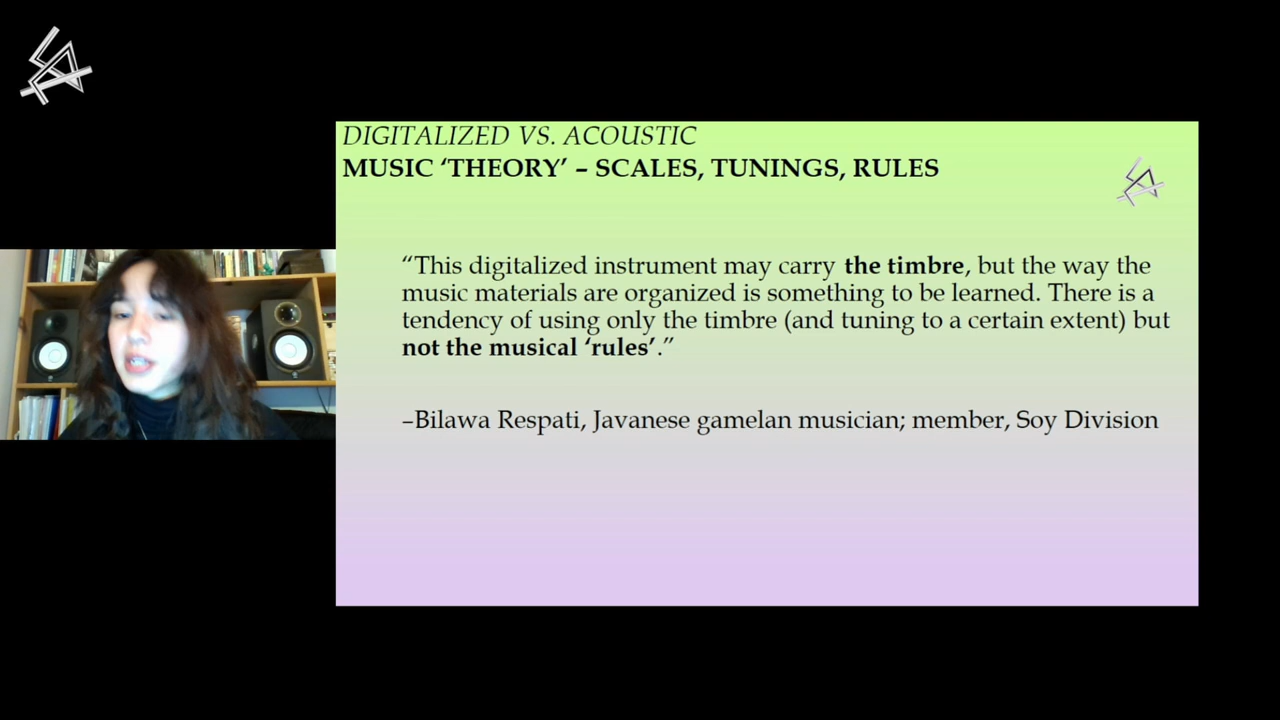 DIGITALIZED VS. ACOUSTIC
MUSIC ‘THEORY’ – SCALES, TUNINGS, RULES
“This digitalized instrument may carry the timbre, but the way the
music materials are organized is something to be learned. There is a
tendency of using only the timbre (and tuning to a certain extent) but
not the musical ‘rules’.”
–Bilawa Respati, Javanese gamelan musician; member, Soy Division